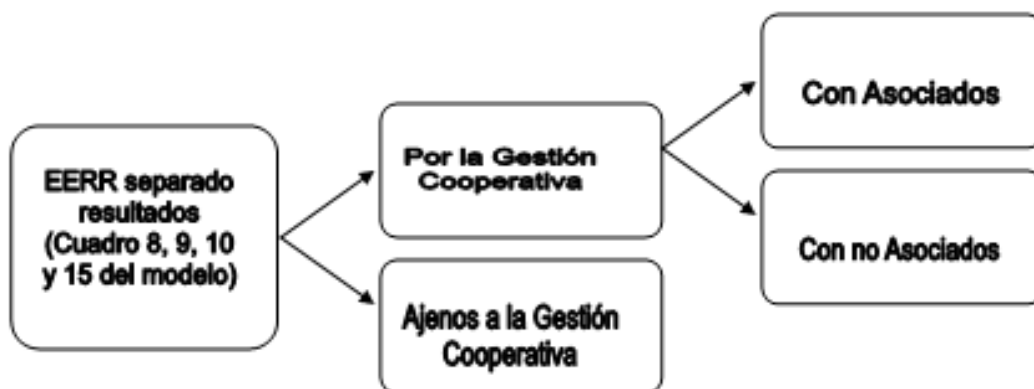 EERR separado
resultados
(Cuadro 8, 9, 10
y 15 del modelo)
Por la Gestión
Cooperativa
Ajenos a la Gestión
Cooperativa
Con Asociados
Con no Asociados